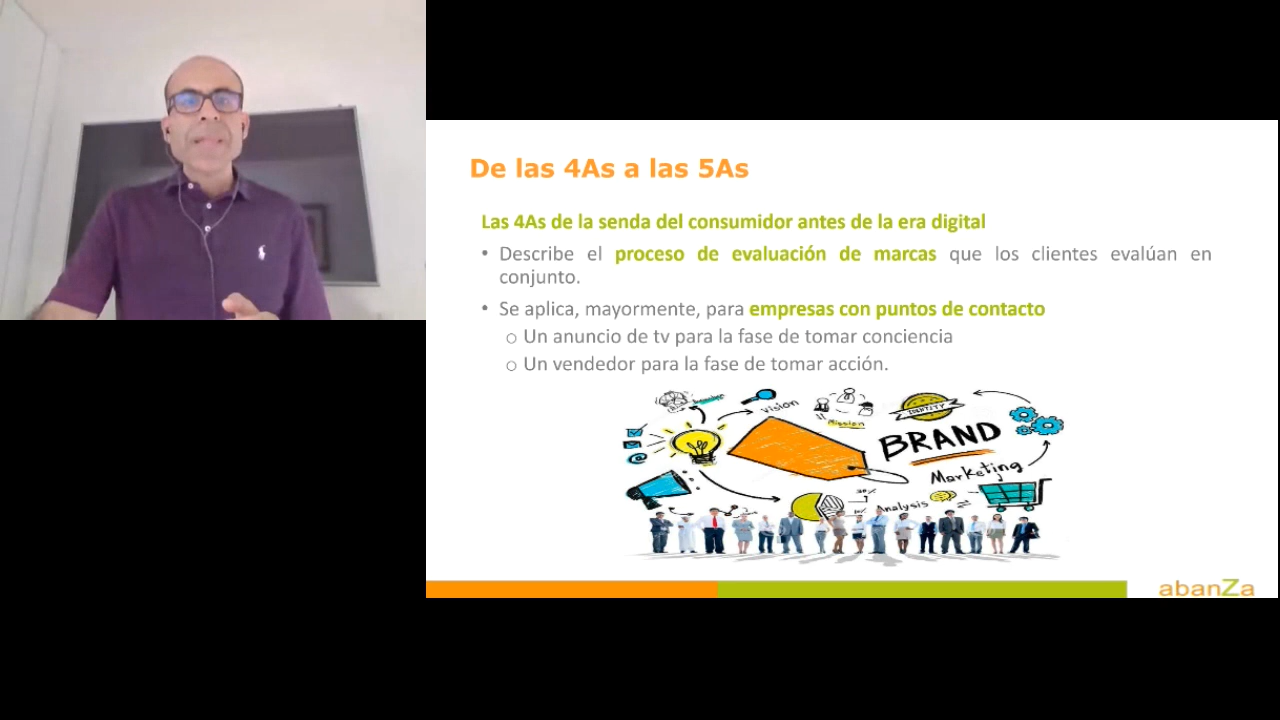 De las 4As a las 5As
Las 4As de la senda del consumidor antes de la era digital
• Describe el proceso de evaluación de marcas que los clientes evalúan en
conjunto.
• Se aplica, mayormente, para empresas con puntos de contacto
o Un anuncio de tv para la fase de tomar conciencia
o Un vendedor para la fase de tomar acción.
vision
Mission
IDENTITY
BRAND
Marketing
Analysis
abanZa